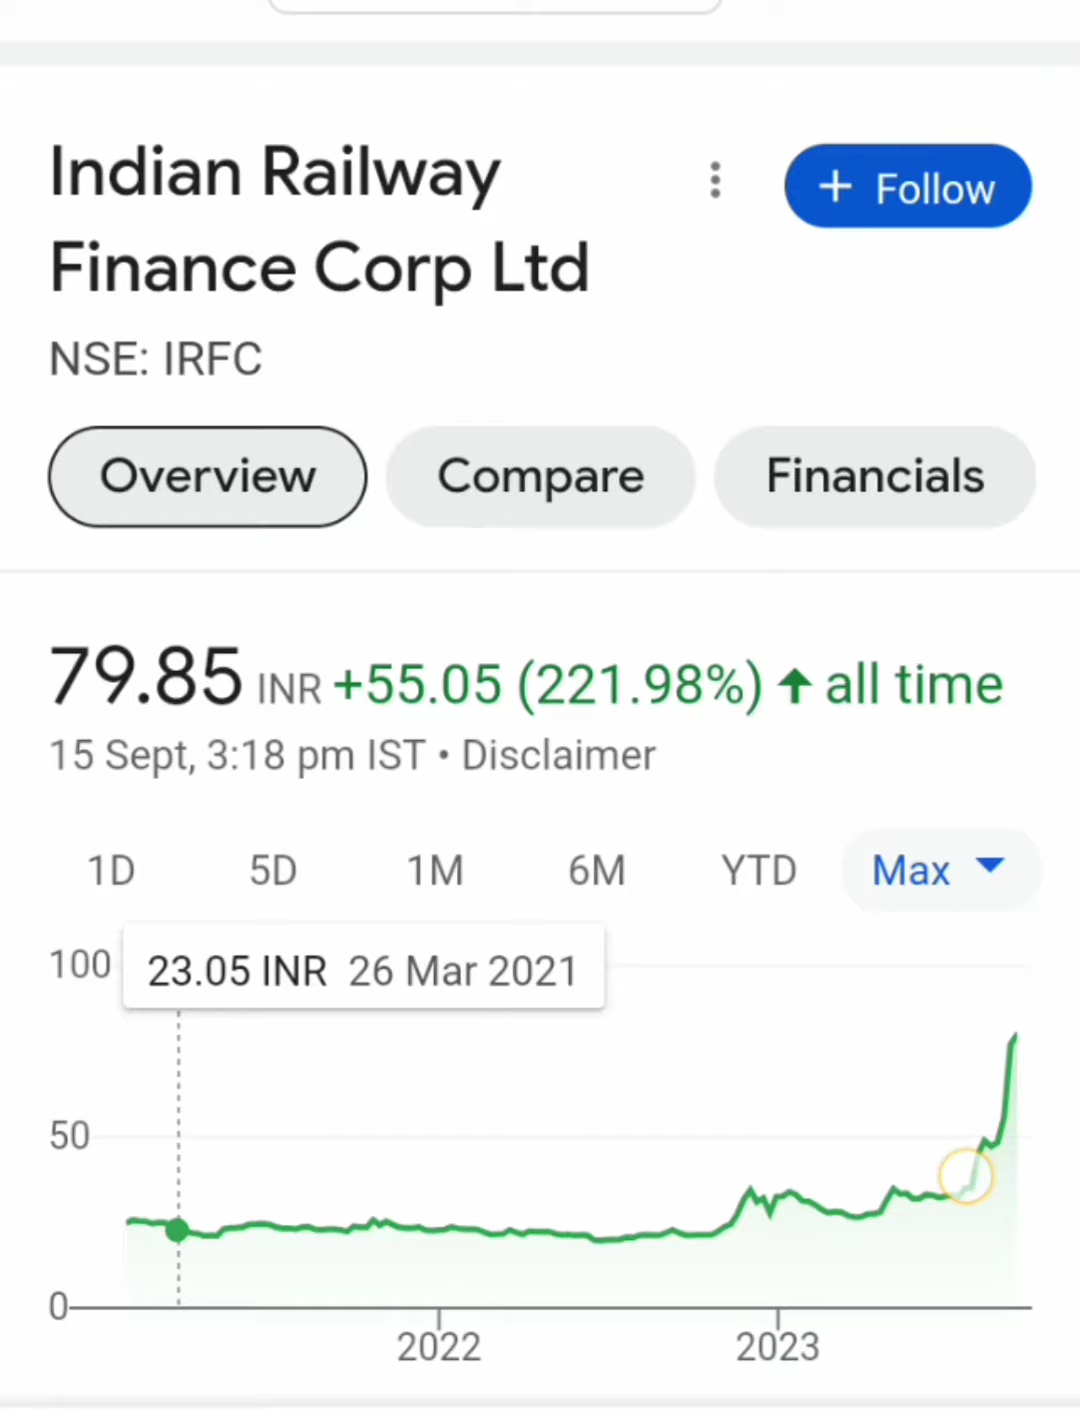 Indian Railway
Finance Corp Ltd
+ Follow
NSE: IRFC
Overview
Compare
Financials
79.85 INR +55.05 (221.98%) ↑ all time
15 Sept, 3:18 pm IST • Disclaimer
1D 5D 1M 6M YTD Max
100
23.05 INR 26 Mar 2021
50
0
2022 2023